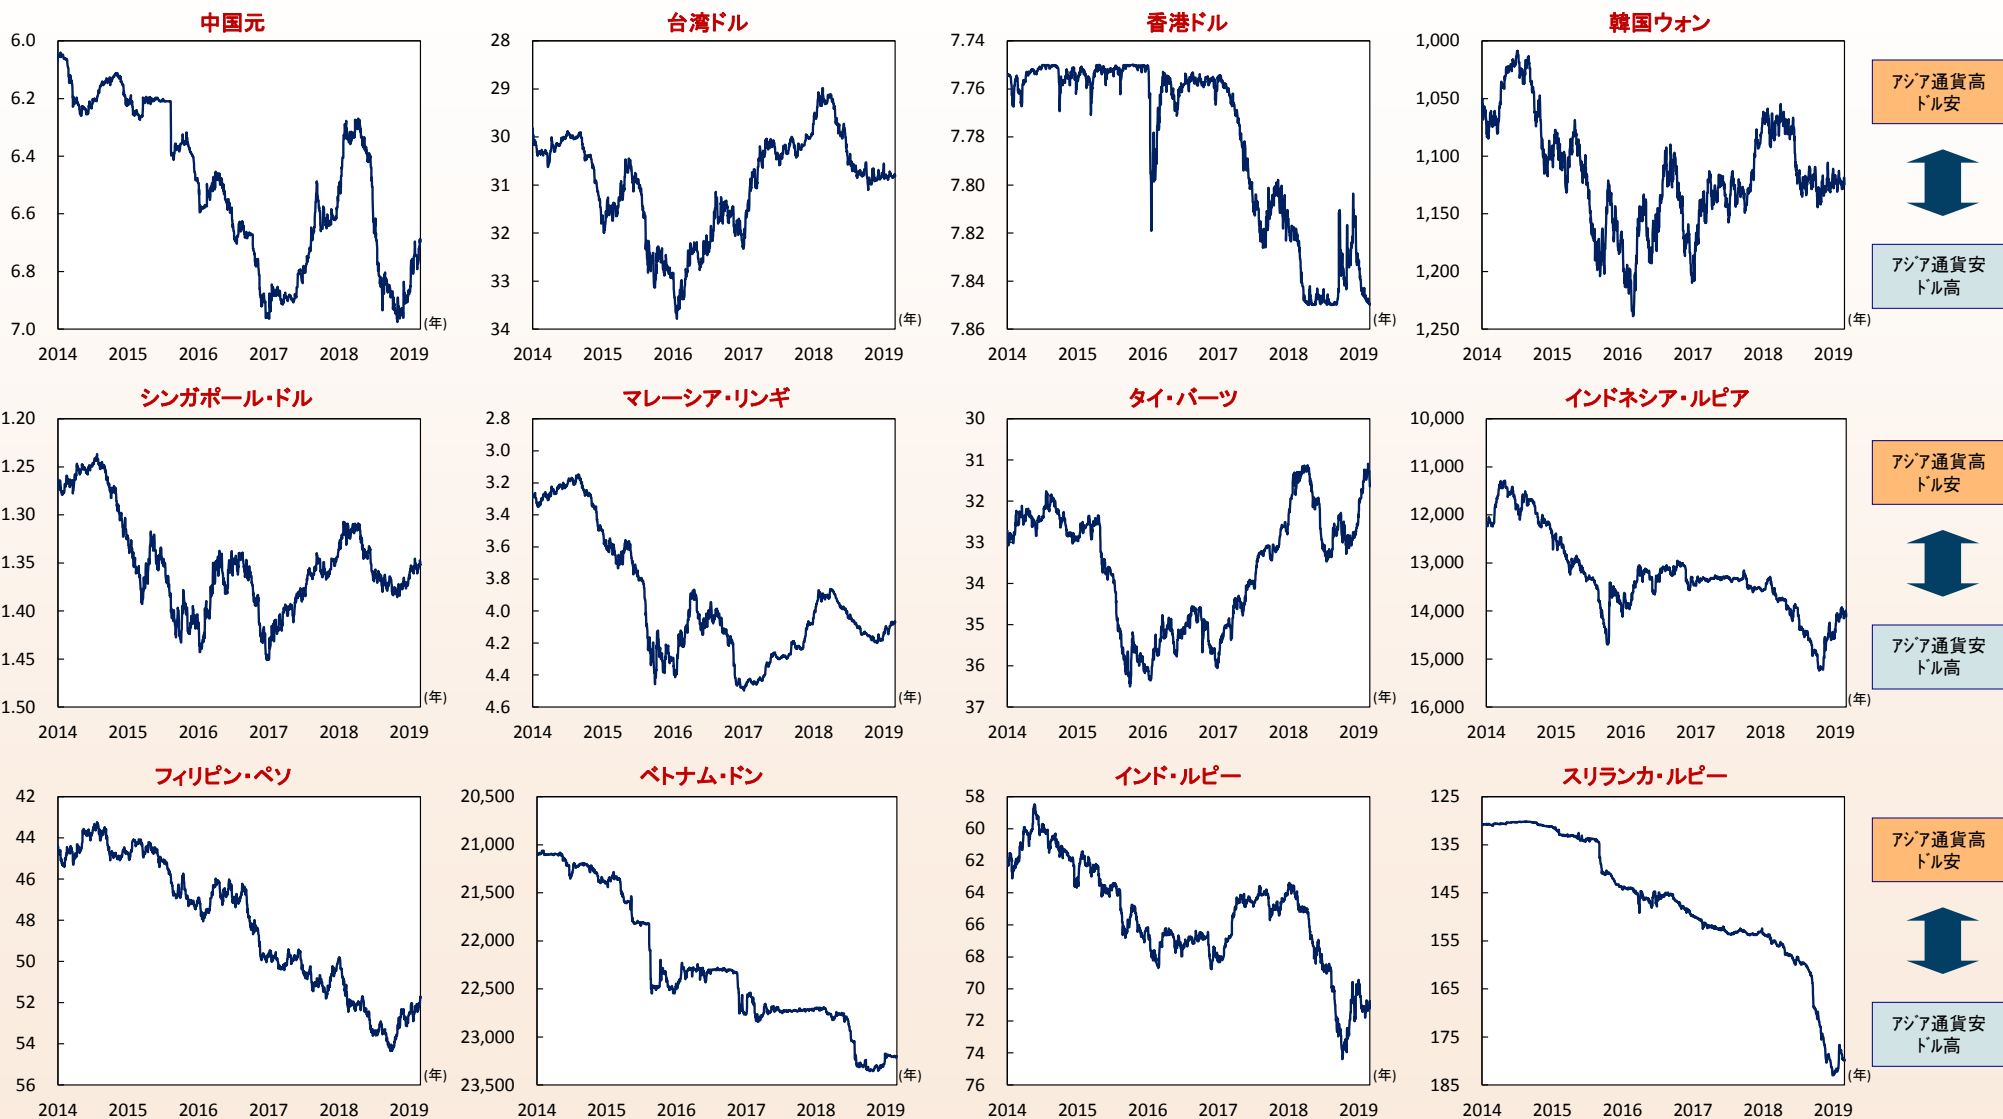 中国元
台湾ドル
香港ドル
韓国ウォン
6.0
6.2
6.4
6.6
6.8
7.0
(年)
2014 2015 2016 2017 2018 2019
28
29
30
31
32
33
34
(年)
2014 2015 2016 2017 2018 2019
7.74
7.76
7.78
7.80
7.82
7.84
7.86
(年)
2014 2015 2016 2017 2018 2019
1,000
1,050
1,100
1,150
1,200
1,250
(年)
2014 2015 2016 2017 2018 2019
アジア通貨高
ドル安
アジア通貨安
ドル高
シンガポール・ドル
マレーシア・リンギ
タイ・バーツ
インドネシア・ルピア
1.20
1.25
1.30
1.35
1.40
1.45
1.50
(年)
2014 2015 2016 2017 2018 2019
2.8
3.0
3.2
3.4
3.6
3.8
4.0
4.2
4.4
4.6
(年)
2014 2015 2016 2017 2018 2019
30
31
32
33
34
35
36
37
(年)
2014 2015 2016 2017 2018 2019
10,000
11,000
12,000
13,000
14,000
15,000
16,000
(年)
2014 2015 2016 2017 2018 2019
アジア通貨高
ドル安
アジア通貨安
ドル高
フィリピン・ペソ
ベトナム・ドン
インド・ルピー
スリランカ・ルピー
42
44
46
48
50
52
54
56
(年)
2014 2015 2016 2017 2018 2019
20,500
21,000
21,500
22,000
22,500
23,000
23,500
(年)
2014 2015 2016 2017 2018 2019
58
60
62
64
66
68
70
72
74
76
(年)
2014 2015 2016 2017 2018 2019
125
135
145
155
165
175
185
(年)
2014 2015 2016 2017 2018 2019
アジア通貨高
ドル安
アジア通貨安
ドル高